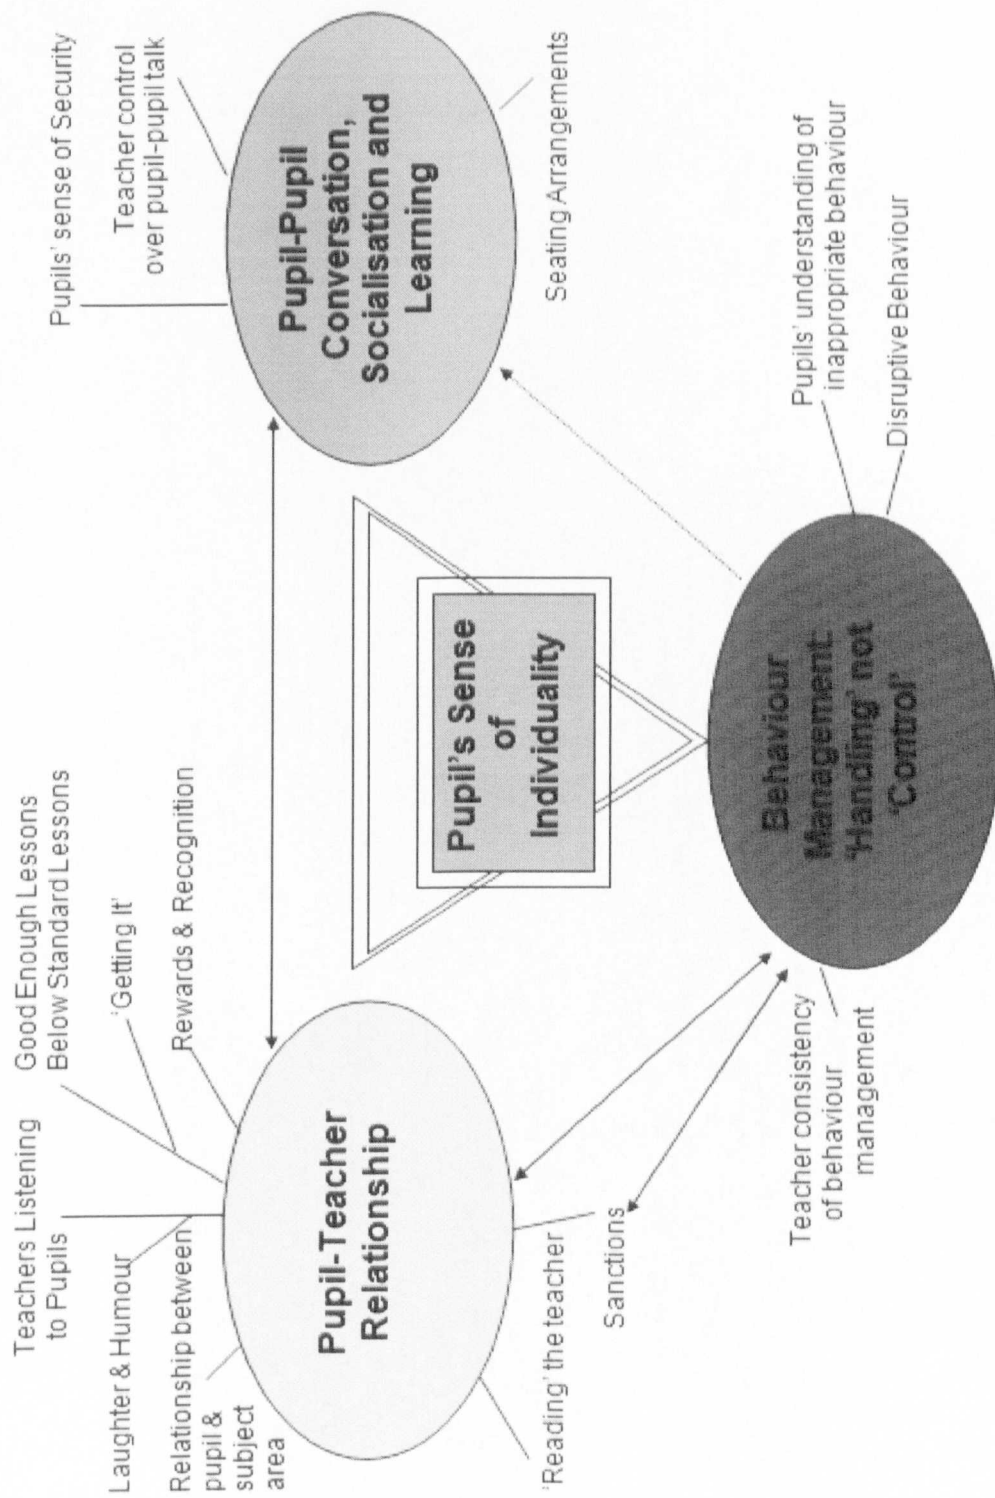 Teachers Listening
to Pupils
Good Enough Lessons
Below Standard Lessons
Laughter & Humour
'Getting It'
Relationship between
pupil &
subject
area
Rewards & Recognition
Pupil-Teacher
Relationship
'Reading' the teacher
Sanctions
Pupils' sense of Security
Teacher control
over pupil-pupil talk
Pupil-Pupil
Conversation,
Socialisation and
Learning
Seating Arrangements
Pupil's Sense
of
Individuality
Teacher consistency
of behaviour
management
Behaviour
Management:
'Handling' not
'Control'
Pupils' understanding of
inappropriate behaviour
Disruptive Behaviour